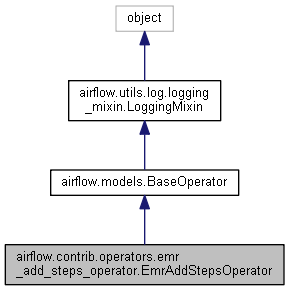 object
airflow.utils.log.logging
_mixin.LoggingMixin
airflow.models.BaseOperator
airflow.contrib.operators.emr
_add_steps_operator.EmrAddStepsOperator